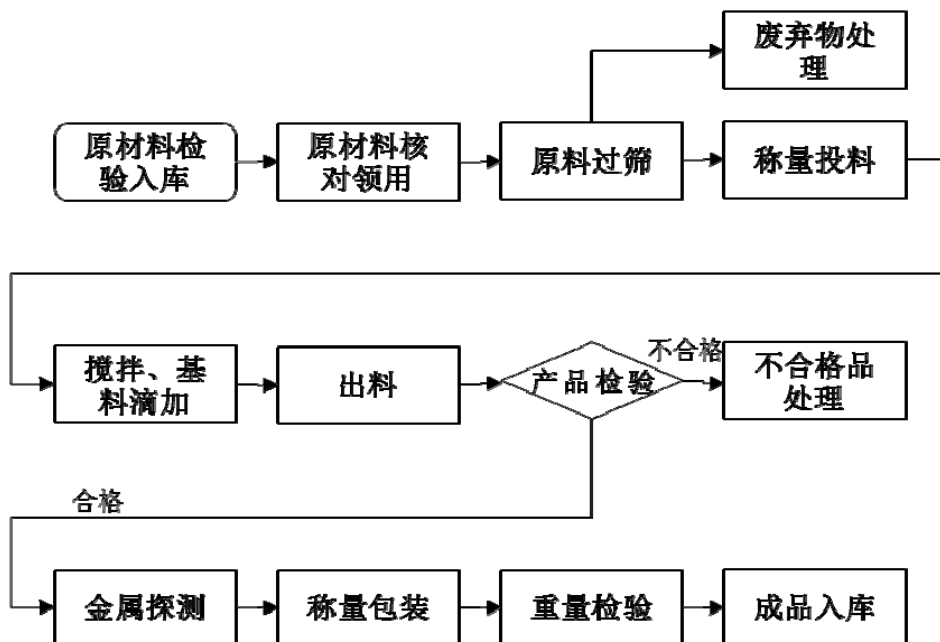 废弃物处
理
原材料检
验入库
原材料核
对领用
原料过筛
称量投料
搅拌、基
料滴加
出料
产品检验
不合格
不合格品
处理
合格
金属探测
称量包装
重量检验
成品入库